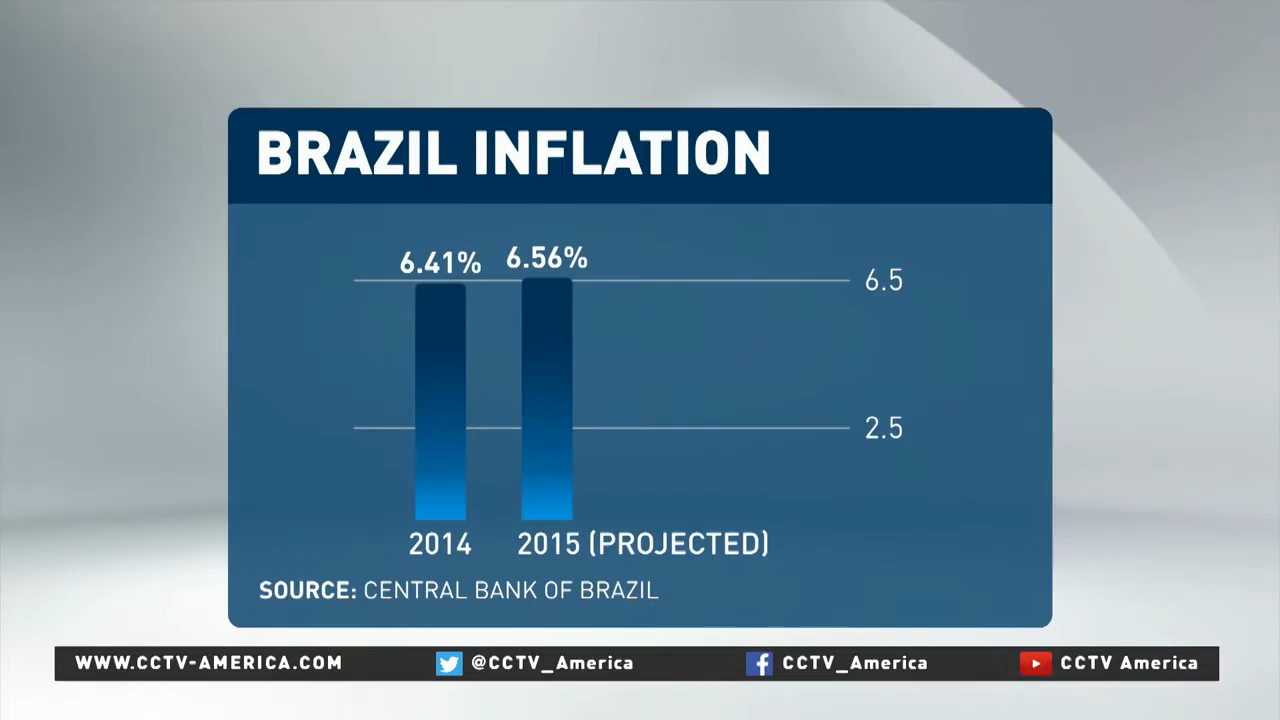 BRAZIL INFLATION
6.41% 6.56%
6.5
2.5
2014 2015 (PROJECTED)
SOURCE: CENTRAL BANK OF BRAZIL
WWW.CCTV-AMERICA.COM @CCTV_America CCTV_America CCTV America